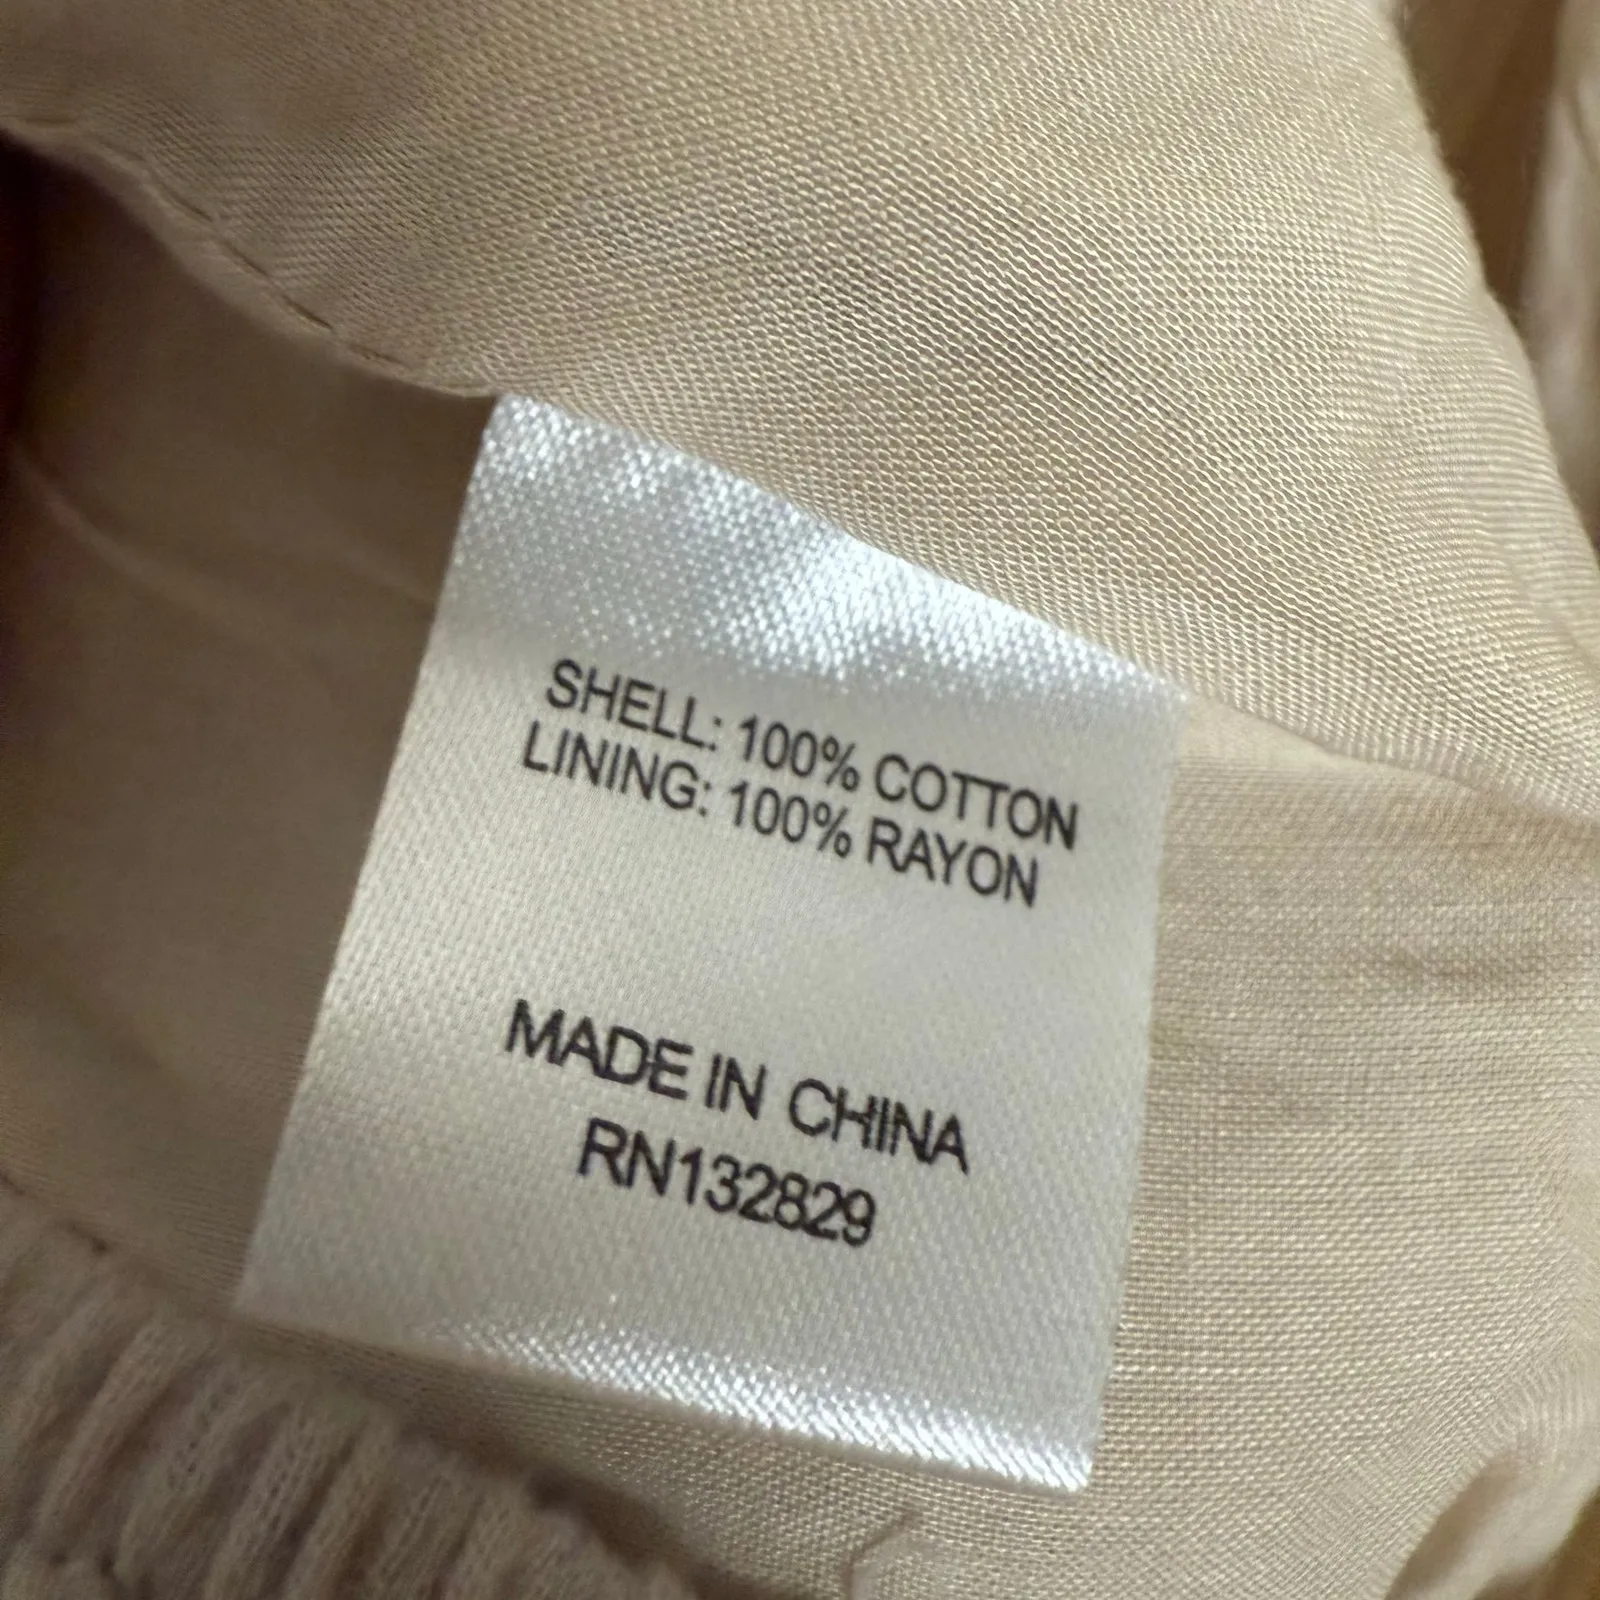 SHELL: 100% COTTON
LINING: 100% RAYON
MADE IN CHINA
RN132829